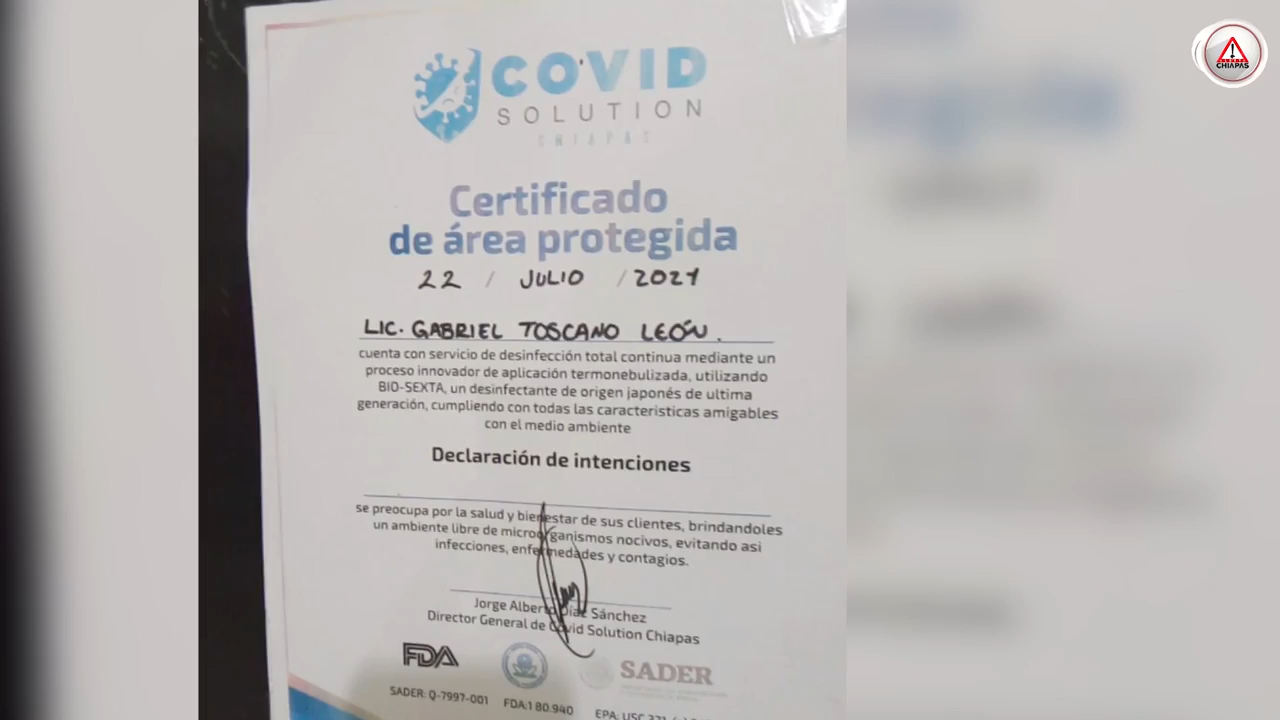 COVID
SOLUTION
CHIAPAS
Certificado
de área protegida
22 / JULIO / 2021
LIC. GABRIEL TOSCANO LEÓN.
cuenta con servicio de desinfección total continua mediante un
proceso innovador de aplicación termonebulizada, utilizando
BIO-SEXTA, un desinfectante de origen japonés de ultima
generación, cumpliendo con todas las caracteristicas amigables
con el medio ambiente
Declaración de intenciones
se preocupa por la salud y bienestar de sus clientes, brindandoles
un ambiente libre de microorganismos nocivos, evitando asi
infecciones, enfermedades y contagios.
Jorge Alberto Díaz Sánchez
Director General de Covid Solution Chiapas
FDA
SADER
SADER: Q-7997-001 FDA:1 80.940 EPA: USC
CHIAPAS